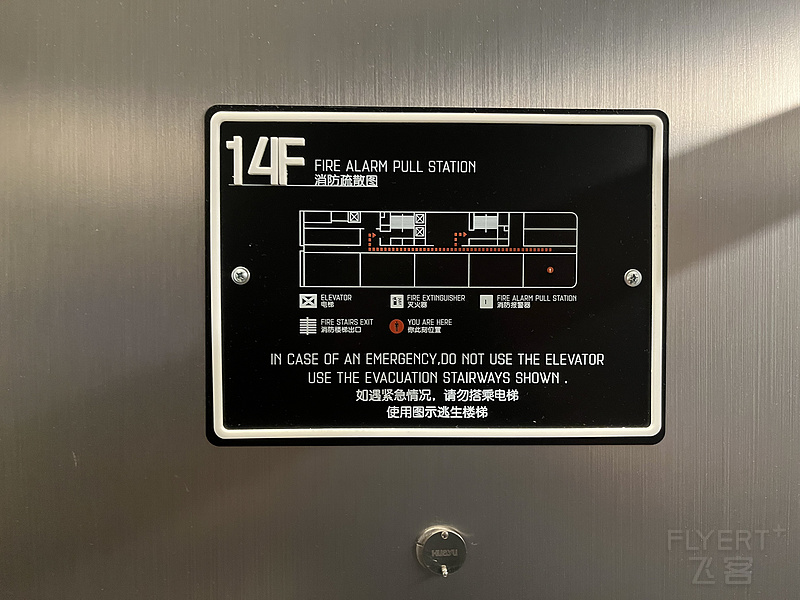 14F FIRE ALARM PULL STATION
消防疏散图
ELEVATOR
电梯
FIRE EXTINGUISHER
灭火器
FIRE ALARM PULL STATION
消防报警器
FIRE STAIRS EXIT
消防楼梯出口
YOU ARE HERE
你此刻位置
IN CASE OF AN EMERGENCY,DO NOT USE THE ELEVATOR
USE THE EVACUATION STAIRWAYS SHOWN .
如遇紧急情况，请勿搭乘电梯
使用图示逃生楼梯
FLYERT+
飞客